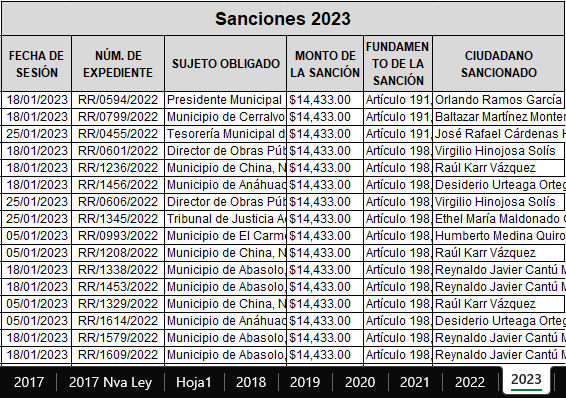 Sanciones 2023
FECHA DE SESIÓN NÚM. DE EXPEDIENTE SUJETO OBLIGADO MONTO DE LA SANCIÓN FUNDAMEN TO DE LA SANCIÓN CIUDADANO SANCIONADO
18/01/2023 RR/0594/2022 Presidente Municipal $14,433.00 Artículo 191, Orlando Ramos García
18/01/2023 RR/0799/2022 Municipio de Cerralvo $14,433.00 Artículo 191, Baltazar Martínez Monter
25/01/2023 RR/0455/2022 Tesorería Municipal d $14,433.00 Artículo 191, José Rafael Cárdenas H
18/01/2023 RR/0601/2022 Director de Obras Púb $14,433.00 Artículo 198, Virgilio Hinojosa Solís
18/01/2023 RR/1236/2022 Municipio de China, N $14,433.00 Artículo 198, Raúl Karr Vázquez
18/01/2023 RR/1456/2022 Municipio de Anáhuac $14,433.00 Artículo 198, Desiderio Urteaga Orteg
25/01/2023 RR/0606/2022 Director de Obras Púb $14,433.00 Artículo 198, Virgilio Hinojosa Solís
25/01/2023 RR/1345/2022 Tribunal de Justicia Ad $14,433.00 Artículo 198, Ethel María Maldonado G
05/01/2023 RR/0993/2022 Municipio de El Carme $14,433.00 Artículo 198, Humberto Medina Quiro
05/01/2023 RR/1208/2022 Municipio de China, N $14,433.00 Artículo 198, Raúl Karr Vázquez
18/01/2023 RR/1338/2022 Municipio de Abasolo, $14,433.00 Artículo 198, Reynaldo Javier Cantú M
18/01/2023 RR/1453/2022 Municipio de Abasolo, $14,433.00 Artículo 198, Reynaldo Javier Cantú M
05/01/2023 RR/1329/2022 Municipio de China, N $14,433.00 Artículo 198, Raúl Karr Vázquez
05/01/2023 RR/1614/2022 Municipio de Anáhuac $14,433.00 Artículo 198, Desiderio Urteaga Orteg
18/01/2023 RR/1579/2022 Municipio de Abasolo, $14,433.00 Artículo 198, Reynaldo Javier Cantú M
18/01/2023 RR/1609/2022 Municipio de Abasolo, $14,433.00 Artículo 198, Reynaldo Javier Cantú M
2017 2017 Nva Ley Hoja1 2018 2019 2020 2021 2022 2023